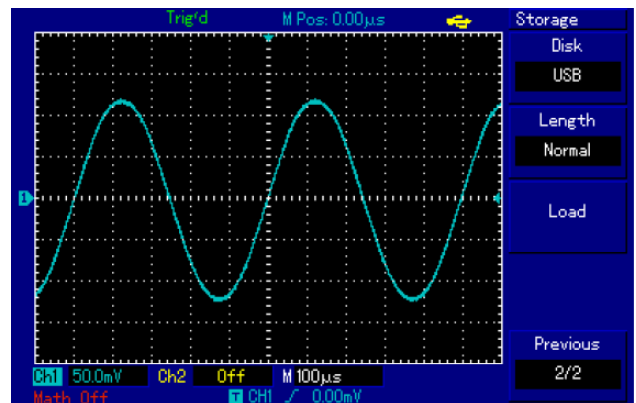 Trig'd M Pos: 0.00µs Storage
Disk
USB
Length
Normal
1
Load
Previous
2/2
Ch1 50.0mV Ch2 Off M 100µs
Math Off T CH1 0.00mV